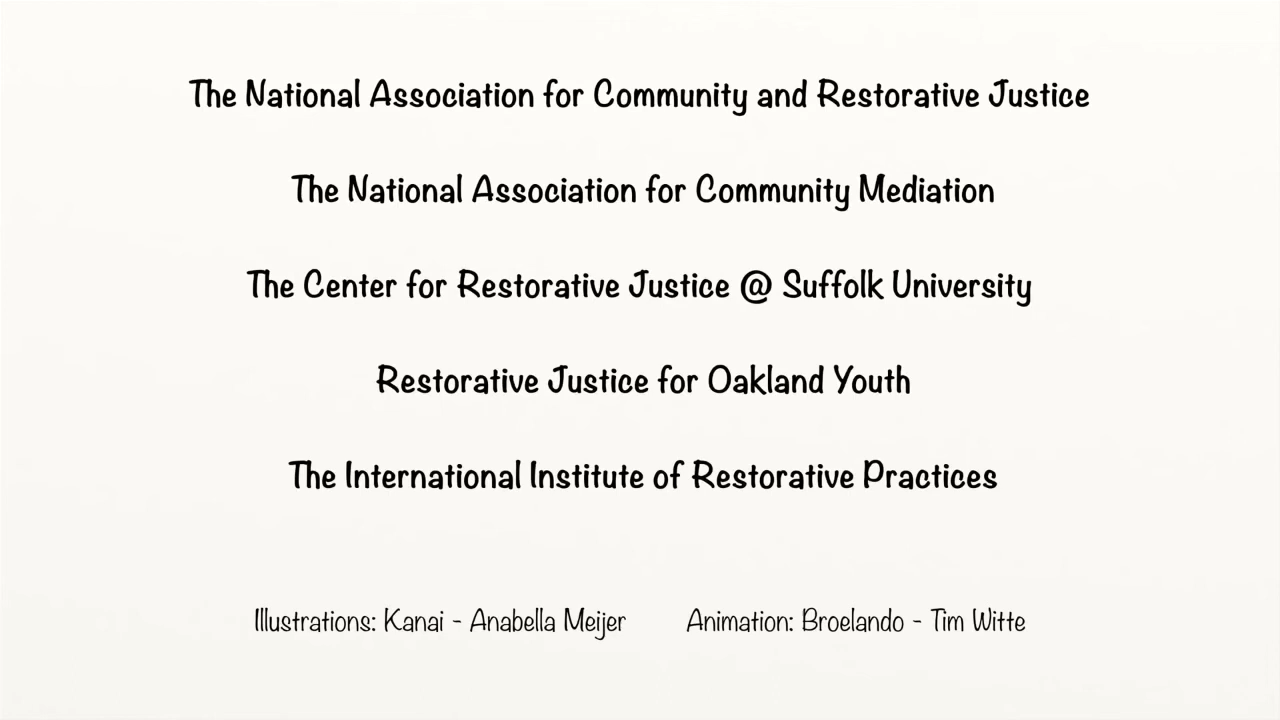 The National Association for Community and Restorative Justice
The National Association for Community Mediation
The Center for Restorative Justice @ Suffolk University
Restorative Justice for Oakland Youth
The International Institute of Restorative Practices
Illustrations: Kanai - Anabella Meijer Animation: Broelando - Tim Witte